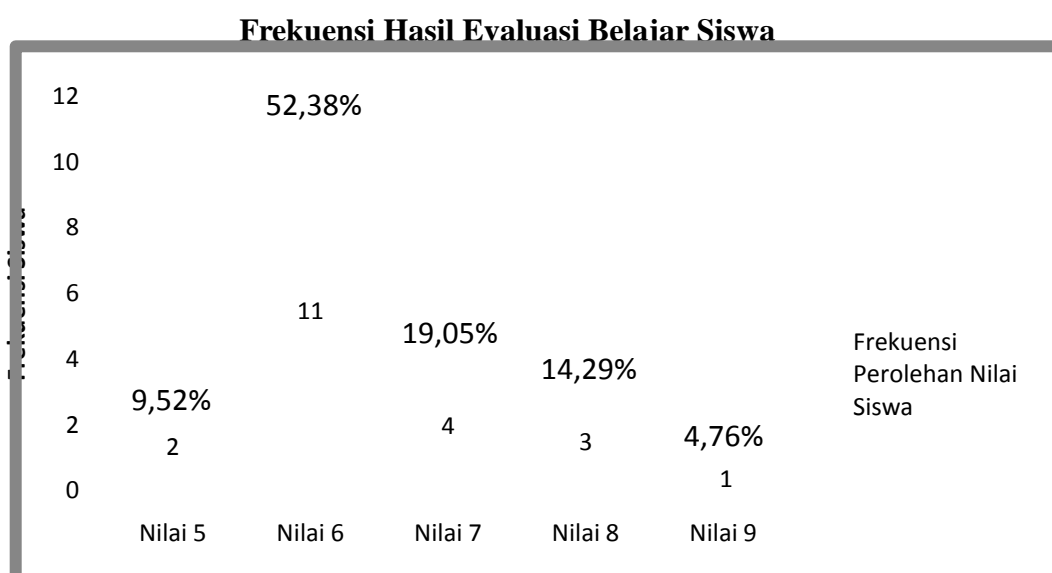 Frekuensi Hasil Evaluasi Belajar Siswa
12
10
8
6
4
2
0
Frekuensi Siswa
52,38%
11
19,05%
4
14,29%
3
9,52%
2
4,76%
1
Nilai 5 Nilai 6 Nilai 7 Nilai 8 Nilai 9
Frekuensi
Perolehan Nilai
Siswa